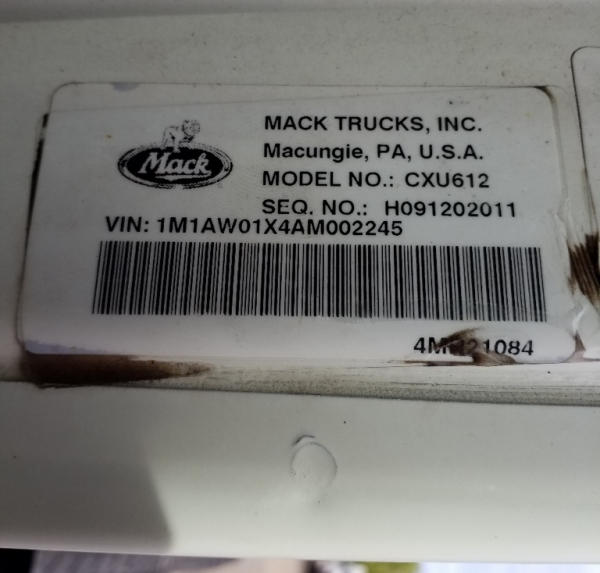 Mack
MACK TRUCKS, INC.
Macungie, PA, U.S.A.
MODEL NO.: CXU612
SEQ. NO.: H091202011
VIN: 1M1AW01X4AM002245